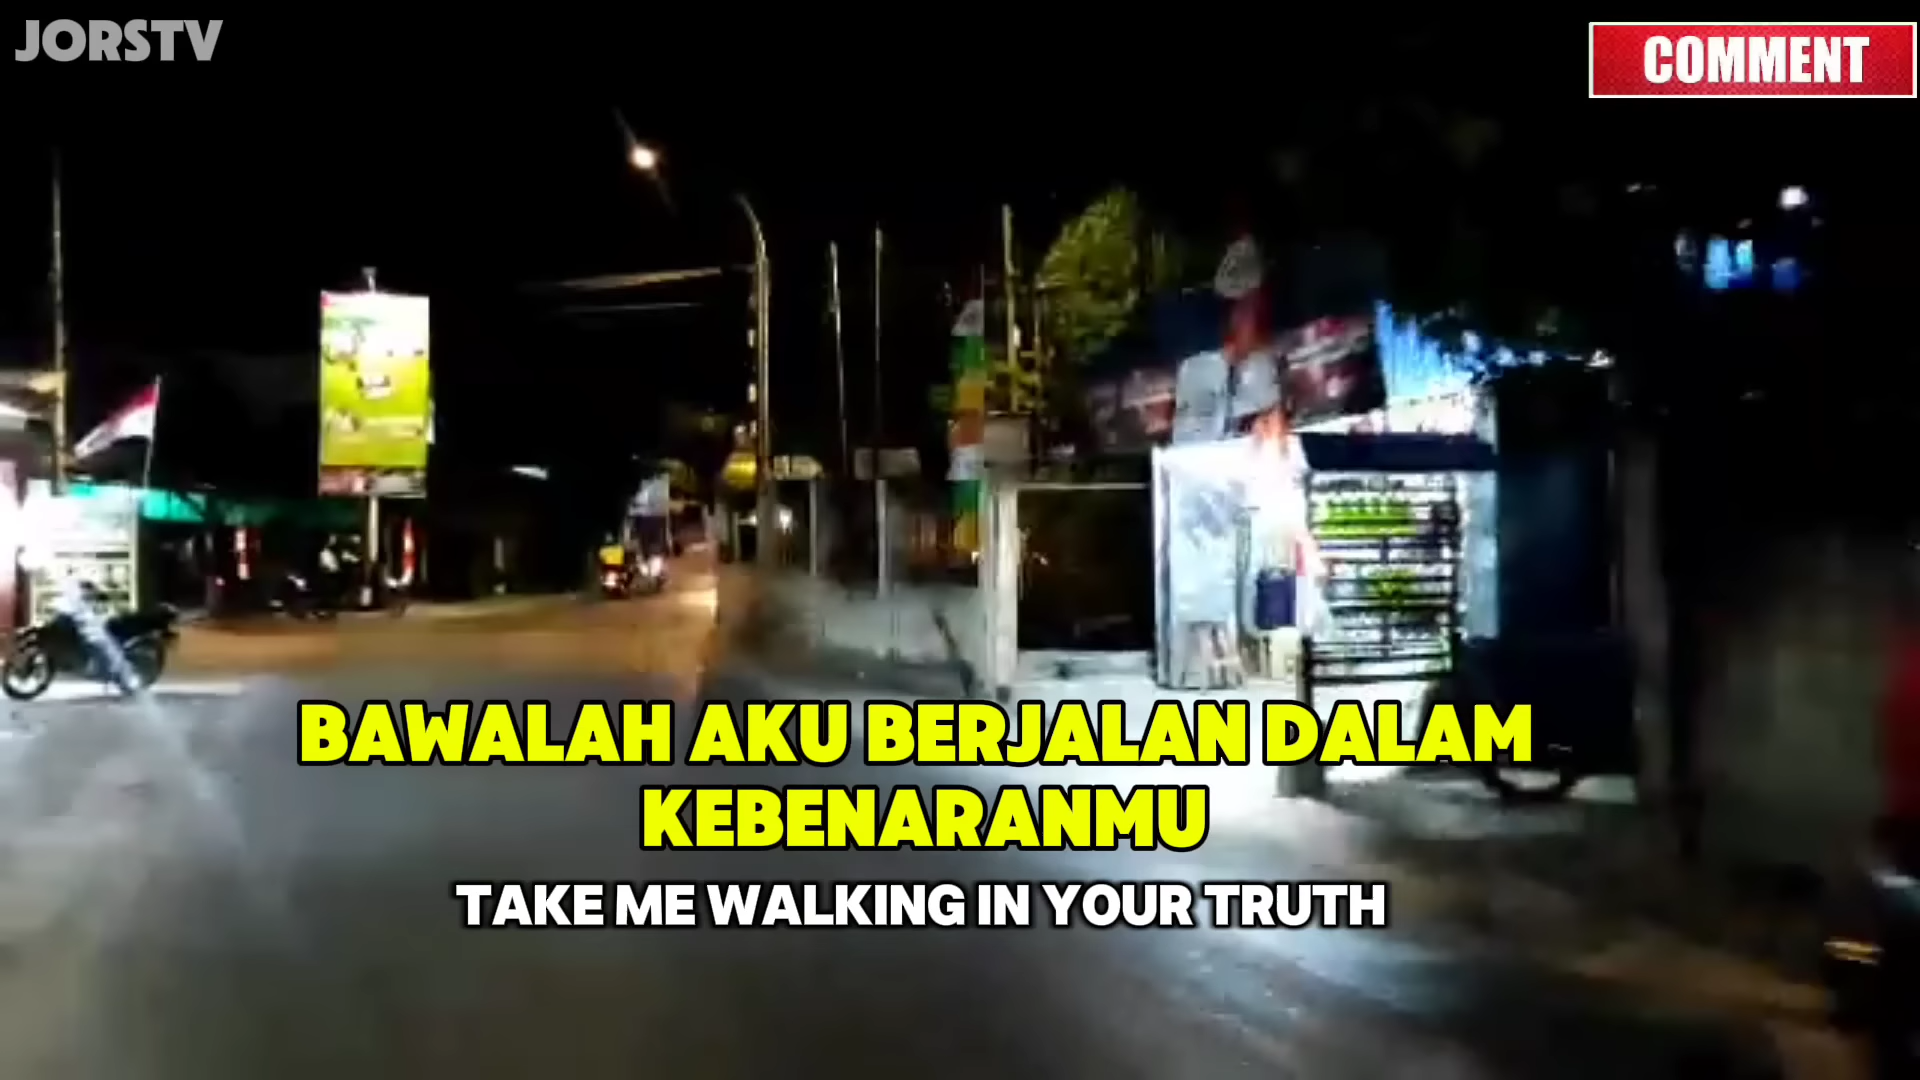 JORSTV
COMMENT
BAWALAH AKU BERJALAN DALAM
KEBENARANMU
TAKE ME WALKING IN YOUR TRUTH